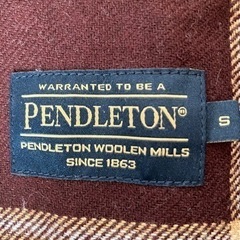 WARRANTED TO BE A
PENDLETON®
PENDLETON WOOLEN MILLS
SINCE 1863
S